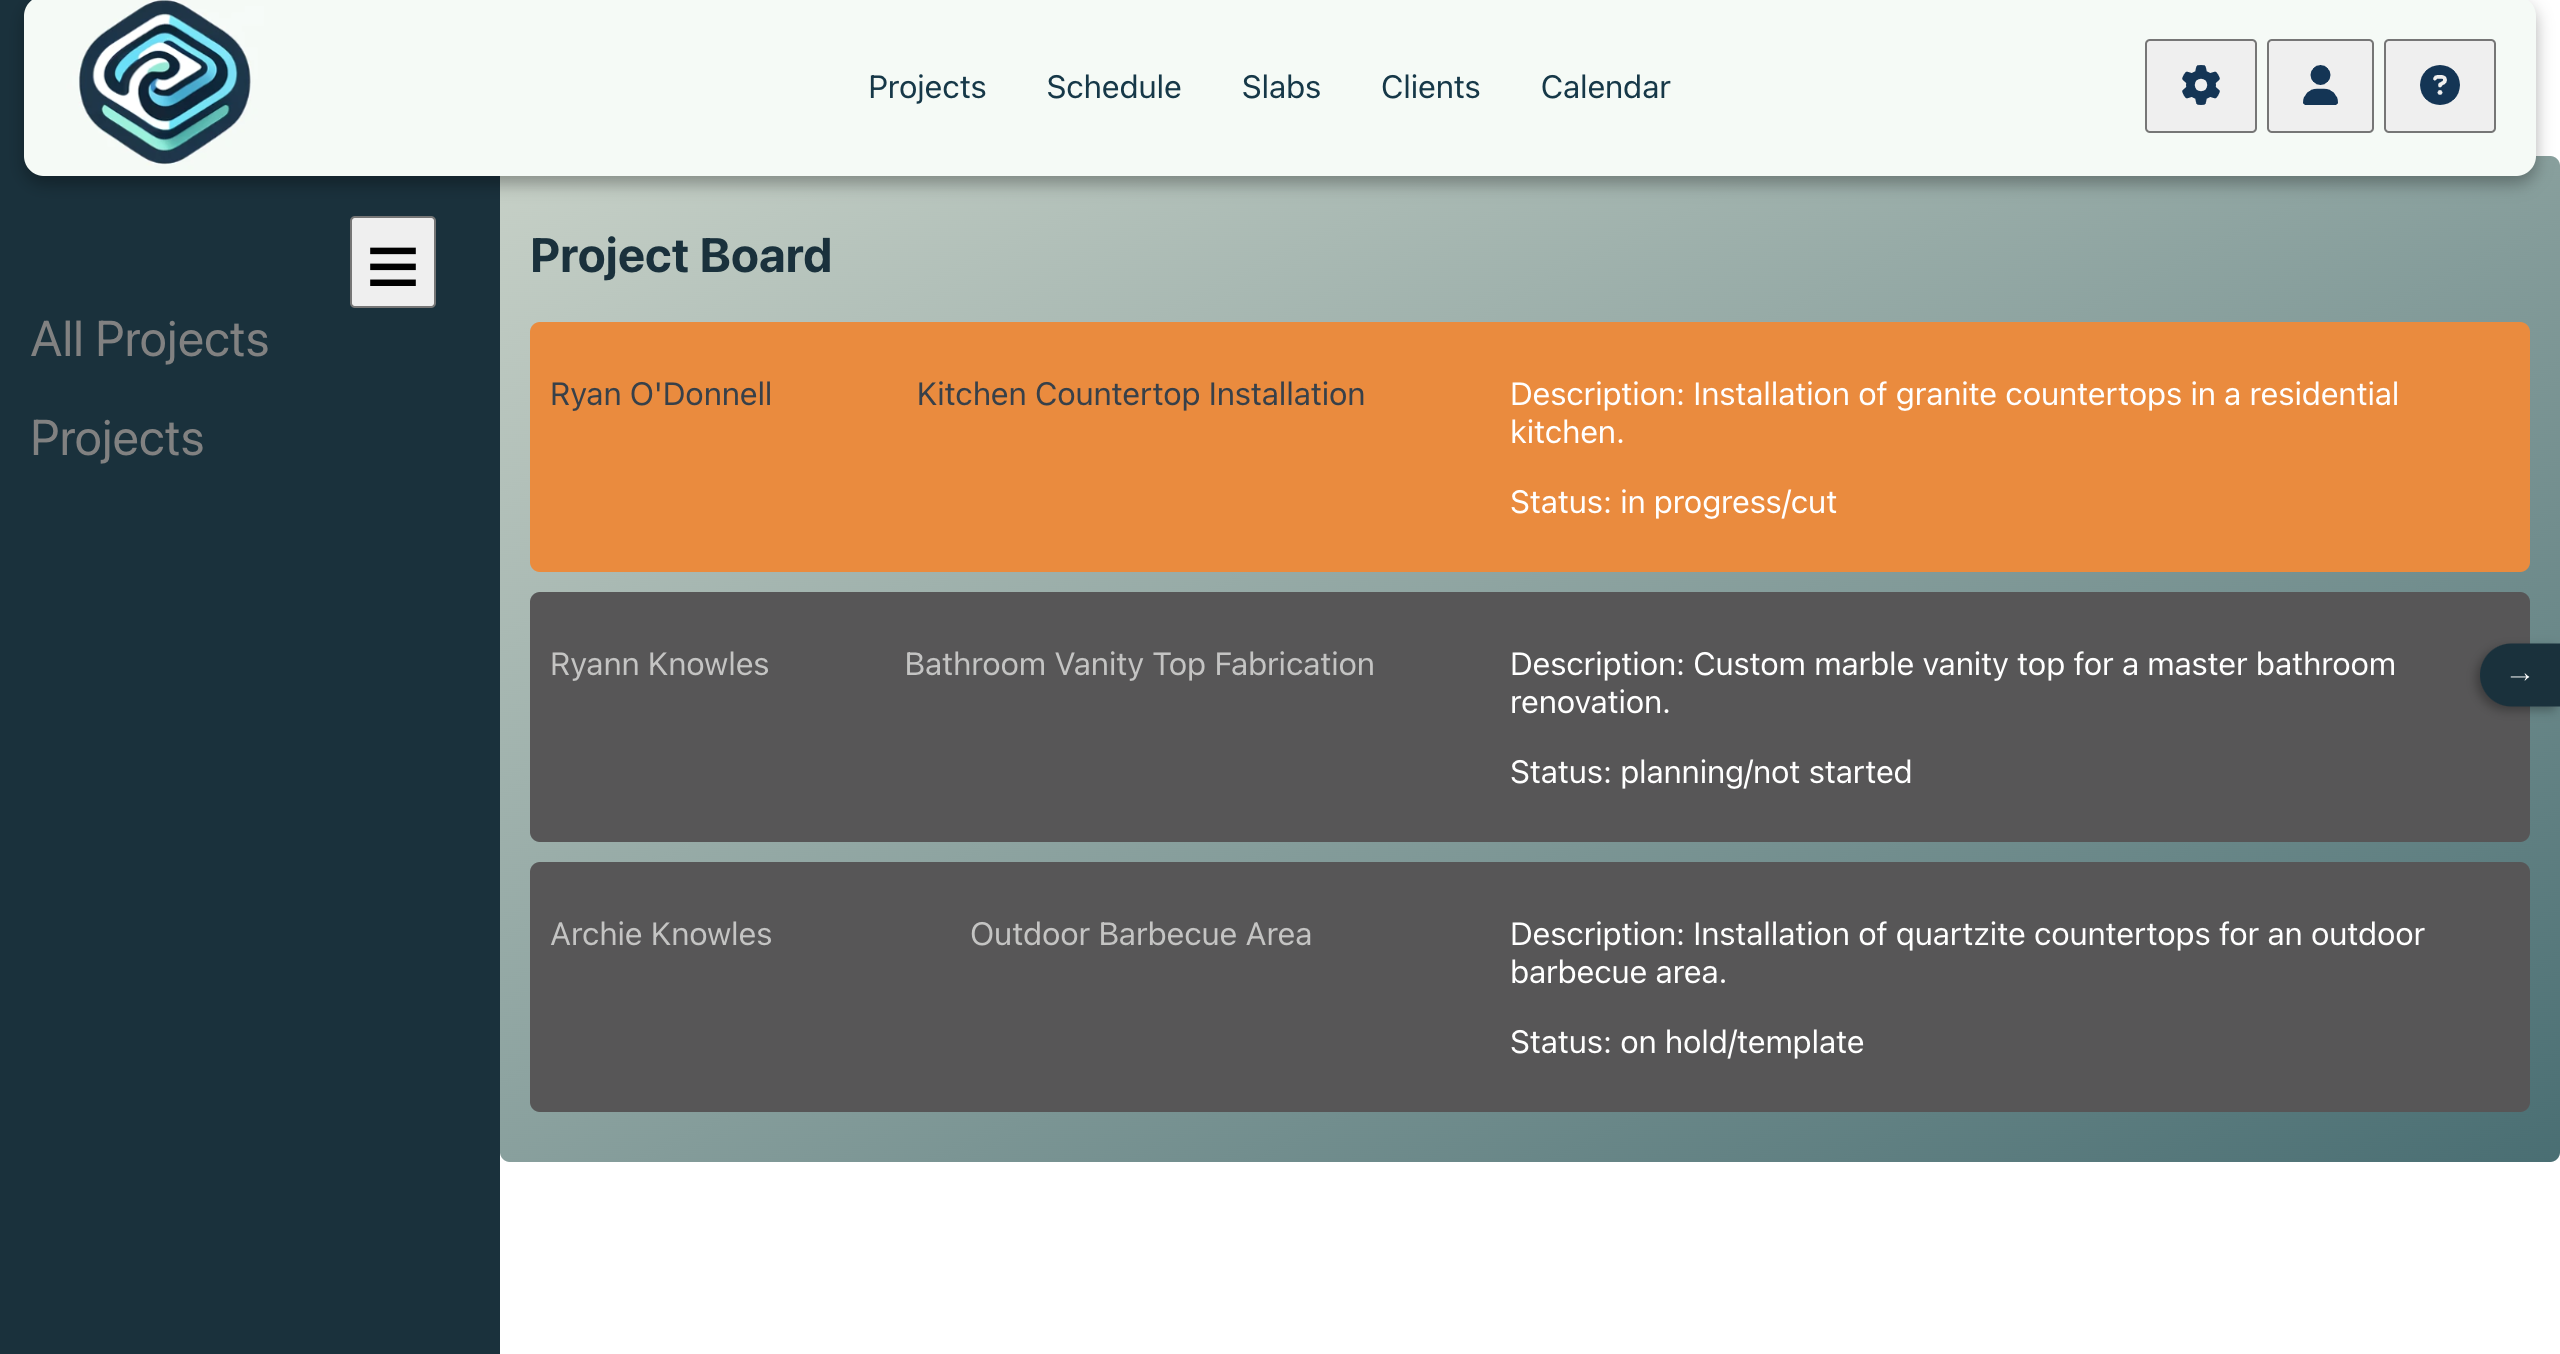 Projects Schedule Slabs Clients Calendar
?
All Projects
Projects
Project Board
Ryan O'Donnell
Kitchen Countertop Installation
Description: Installation of granite countertops in a residential
kitchen.
Status: in progress/cut
Ryann Knowles
Bathroom Vanity Top Fabrication
Description: Custom marble vanity top for a master bathroom
renovation.
Status: planning/not started
→
Archie Knowles
Outdoor Barbecue Area
Description: Installation of quartzite countertops for an outdoor
barbecue area.
Status: on hold/template